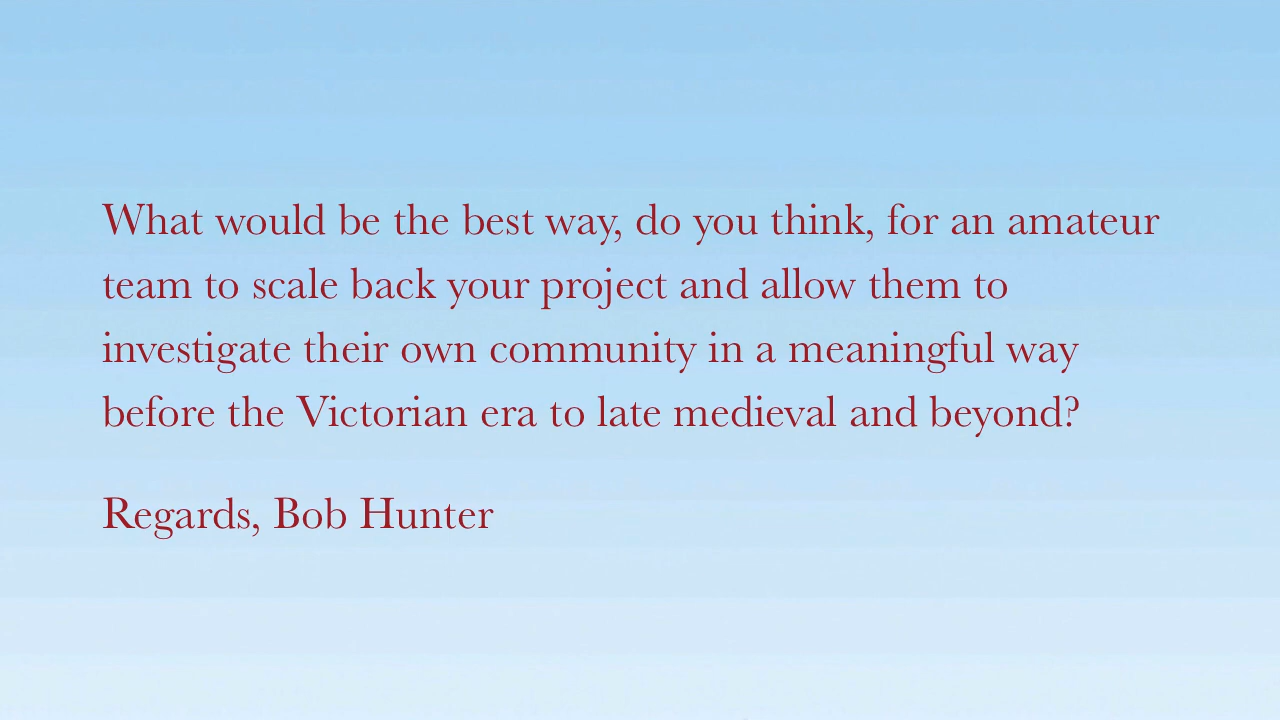 What would be the best way, do you think, for an amateur
team to scale back your project and allow them to
investigate their own community in a meaningful way
before the Victorian era to late medieval and beyond?
Regards, Bob Hunter